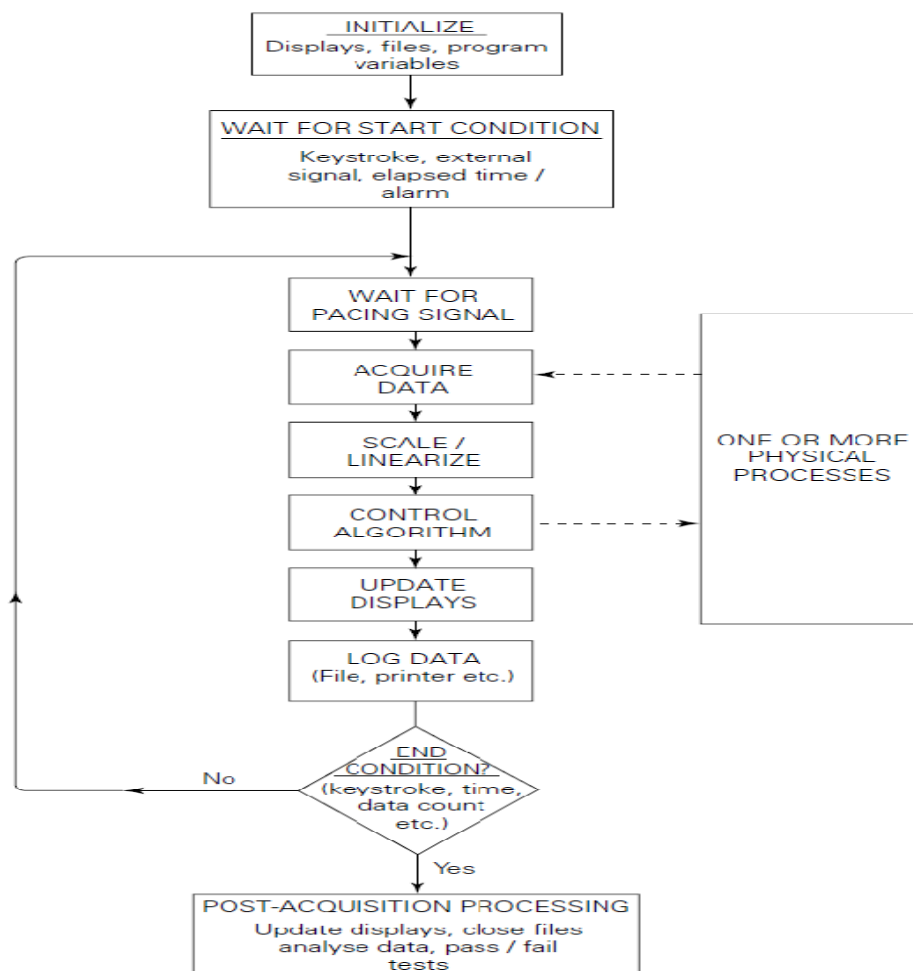 INITIALIZE
Displays, files, program
variables
WAIT FOR START CONDITION
Keystroke, external
signal, elapsed time /
alarm
WAIT FOR
PACING SIGNAL
ACQUIRE
DATA
SCALE /
LINEARIZE
CONTROL
ALGORITHM
ONE OR MORE
PHYSICAL
PROCESSES
UPDATE
DISPLAYS
LOG DATA
(File, printer etc.)
END
CONDITION?
(keystroke, time,
data count
etc.)
No
Yes
POST-ACQUISITION PROCESSING
Update displays, close files
analyse data, pass / fail
tests